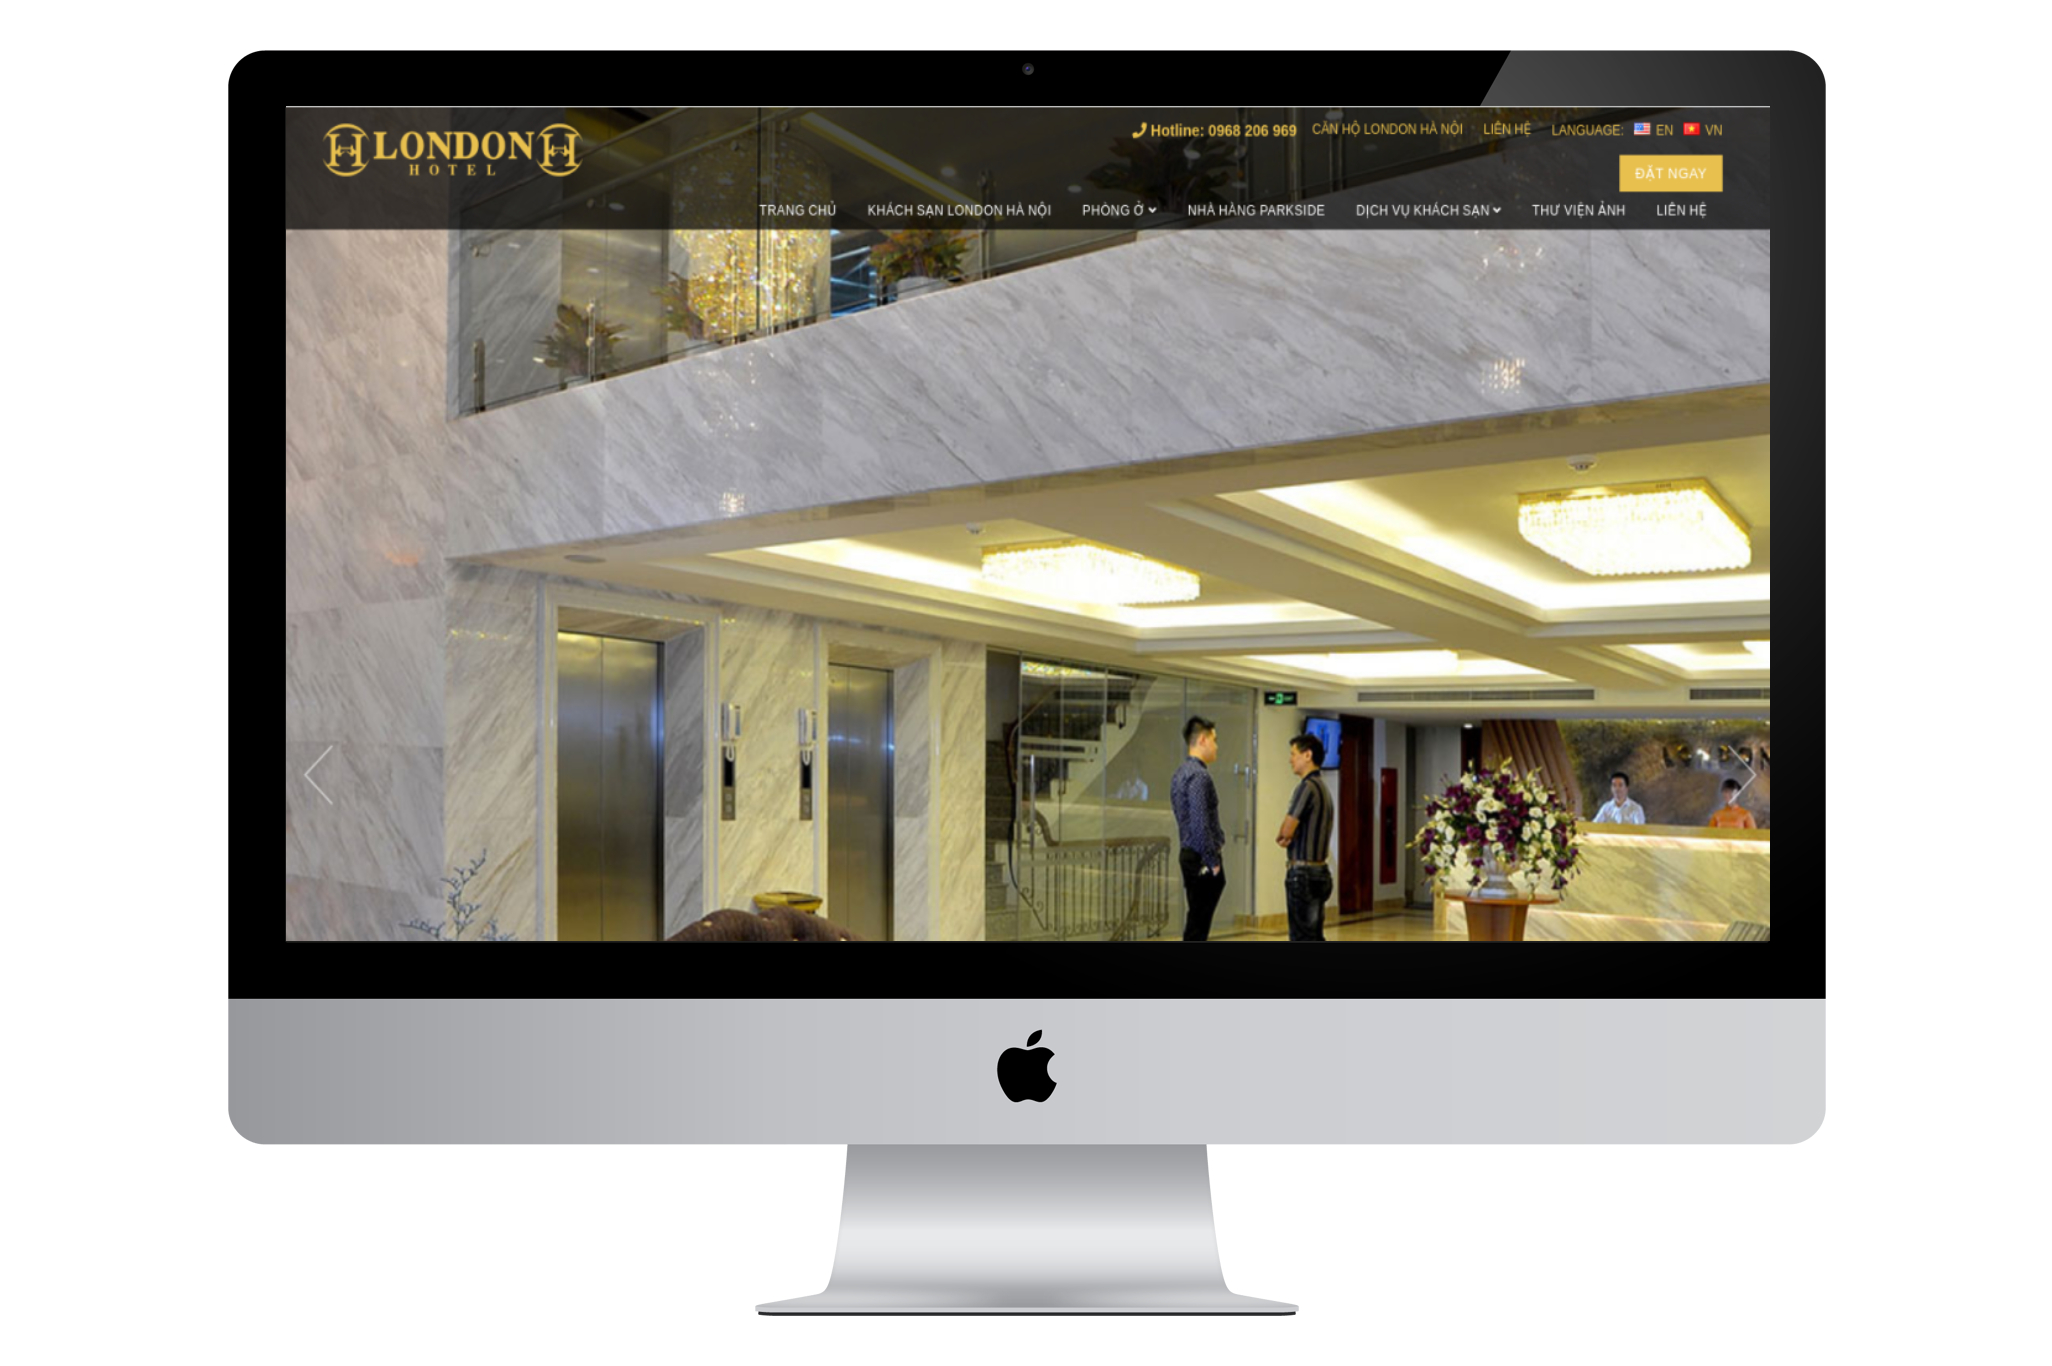 H LONDON H
HOTEL
Hotline: 0968 206 969 CĂN HỘ LONDON HÀ NỘI LIÊN HỆ LANGUAGE: EN VN
ĐẶT NGAY
TRANG CHỦ KHÁCH SẠN LONDON HÀ NỘI PHÒNG Ở NHÀ HÀNG PARKSIDE DỊCH VỤ KHÁCH SẠN THƯ VIỆN ẢNH LIÊN HỆ